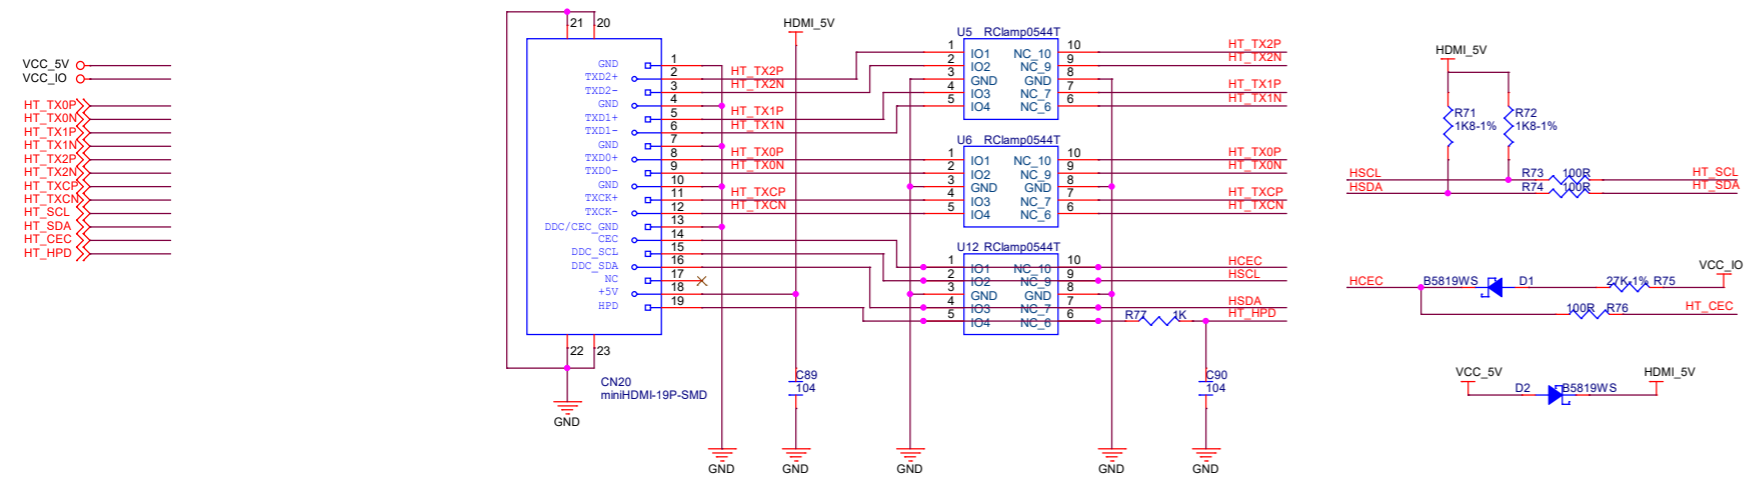 VCC_5V
VCC_IO
HT_TX0P
HT_TX0N
HT_TX1P
HT_TX1N
HT_TX2P
HT_TX2N
HT_TXCP
HT_TXCN
HT_SCL
HT_SDA
HT_CEC
HT_HPD
21 20
GND 1
TXD2+ 2 HT_TX2P
TXD2- 3 HT_TX2N
GND 4
TXD1+ 5 HT_TX1P
TXD1- 6 HT_TX1N
GND 7
TXD0+ 8 HT_TX0P
TXD0- 9 HT_TX0N
GND 10
TXCK+ 11 HT_TXCP
TXCK- 12 HT_TXCN
DDC/CEC_GND 13
CEC 14
DDC_SCL 15
DDC_SDA 16
NC 17
+5V 18
HPD 19
22 23
CN20
miniHDMI-19P-SMD
GND
GND
HDMI_5V
C89
104
GND
U5 RClamp0544T
1 IO1 NC_10 10 HT_TX2P
2 IO2 NC_9 9 HT_TX2N
3 GND GND 8
4 IO3 NC_7 7 HT_TX1P
5 IO4 NC_6 6 HT_TX1N
U6 RClamp0544T
1 IO1 NC_10 10 HT_TX0P
2 IO2 NC_9 9 HT_TX0N
3 GND GND 8
4 IO3 NC_7 7 HT_TXCP
5 IO4 NC_6 6 HT_TXCN
U12 RClamp0544T
1 IO1 NC_10 10 HCEC
2 IO2 NC_9 9 HSCL
3 GND GND 8
4 IO3 NC_7 7 HSDA
5 IO4 NC_6 6 R77 1K HT_HPD
C90
104
GND
GND
GND
HDMI_5V
R71
1K8-1%
R72
1K8-1%
HSCL R73 100R HT_SCL
HSDA R74 100R HT_SDA
VCC_IO
HCEC B5819WS D1 27K-1% R75
100R R76 HT_CEC
VCC_5V HDMI_5V
D2 B5819WS